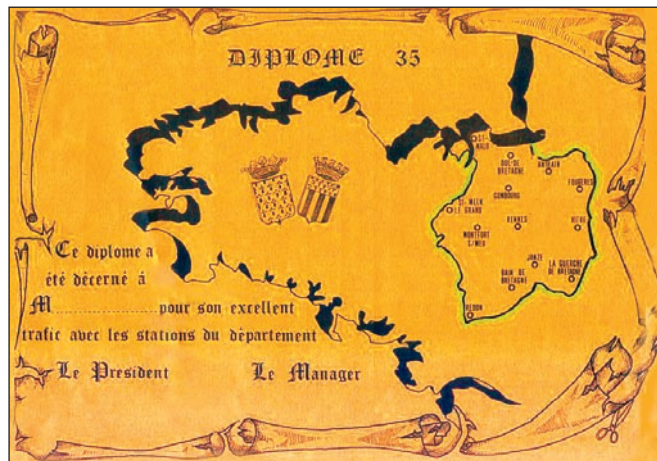 DIPLOME 35
ST-
MALO
DOL-DE
BRETAGNE
ANTRAIN
FOUGERES
COMBOURG
ST-MEEN
LE GRAND
RENNES
VITRE
MONTFORT
S/MEU
JANZE
LA GUERCHE
DE BRETAGNE
BAIN DE
BRETAGNE
REDON
Ce diplome a
été décerné à
M....................pour son excellent
trafic avec les stations du département
Le President Le Manager